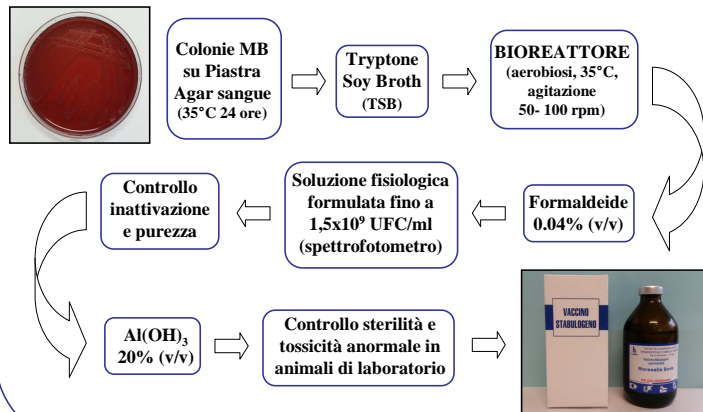 Colonie MB
su Piastra
Agar sangue
(35°C 24 ore)
Tryptone
Soy Broth
(TSB)
BIOREATTORE
(aerobiosi, 35°C,
agitazione
50- 100 rpm)
Formaldeide
0.04% (v/v)
Soluzione fisiologica
formulata fino a
1,5x10⁹ UFC/ml
(spettrofotometro)
Controllo
inattivazione
e purezza
Al(OH)₃
20% (v/v)
Controllo sterilità e
tossicità anormale in
animali di laboratorio
VACCINO
STABULOGENO